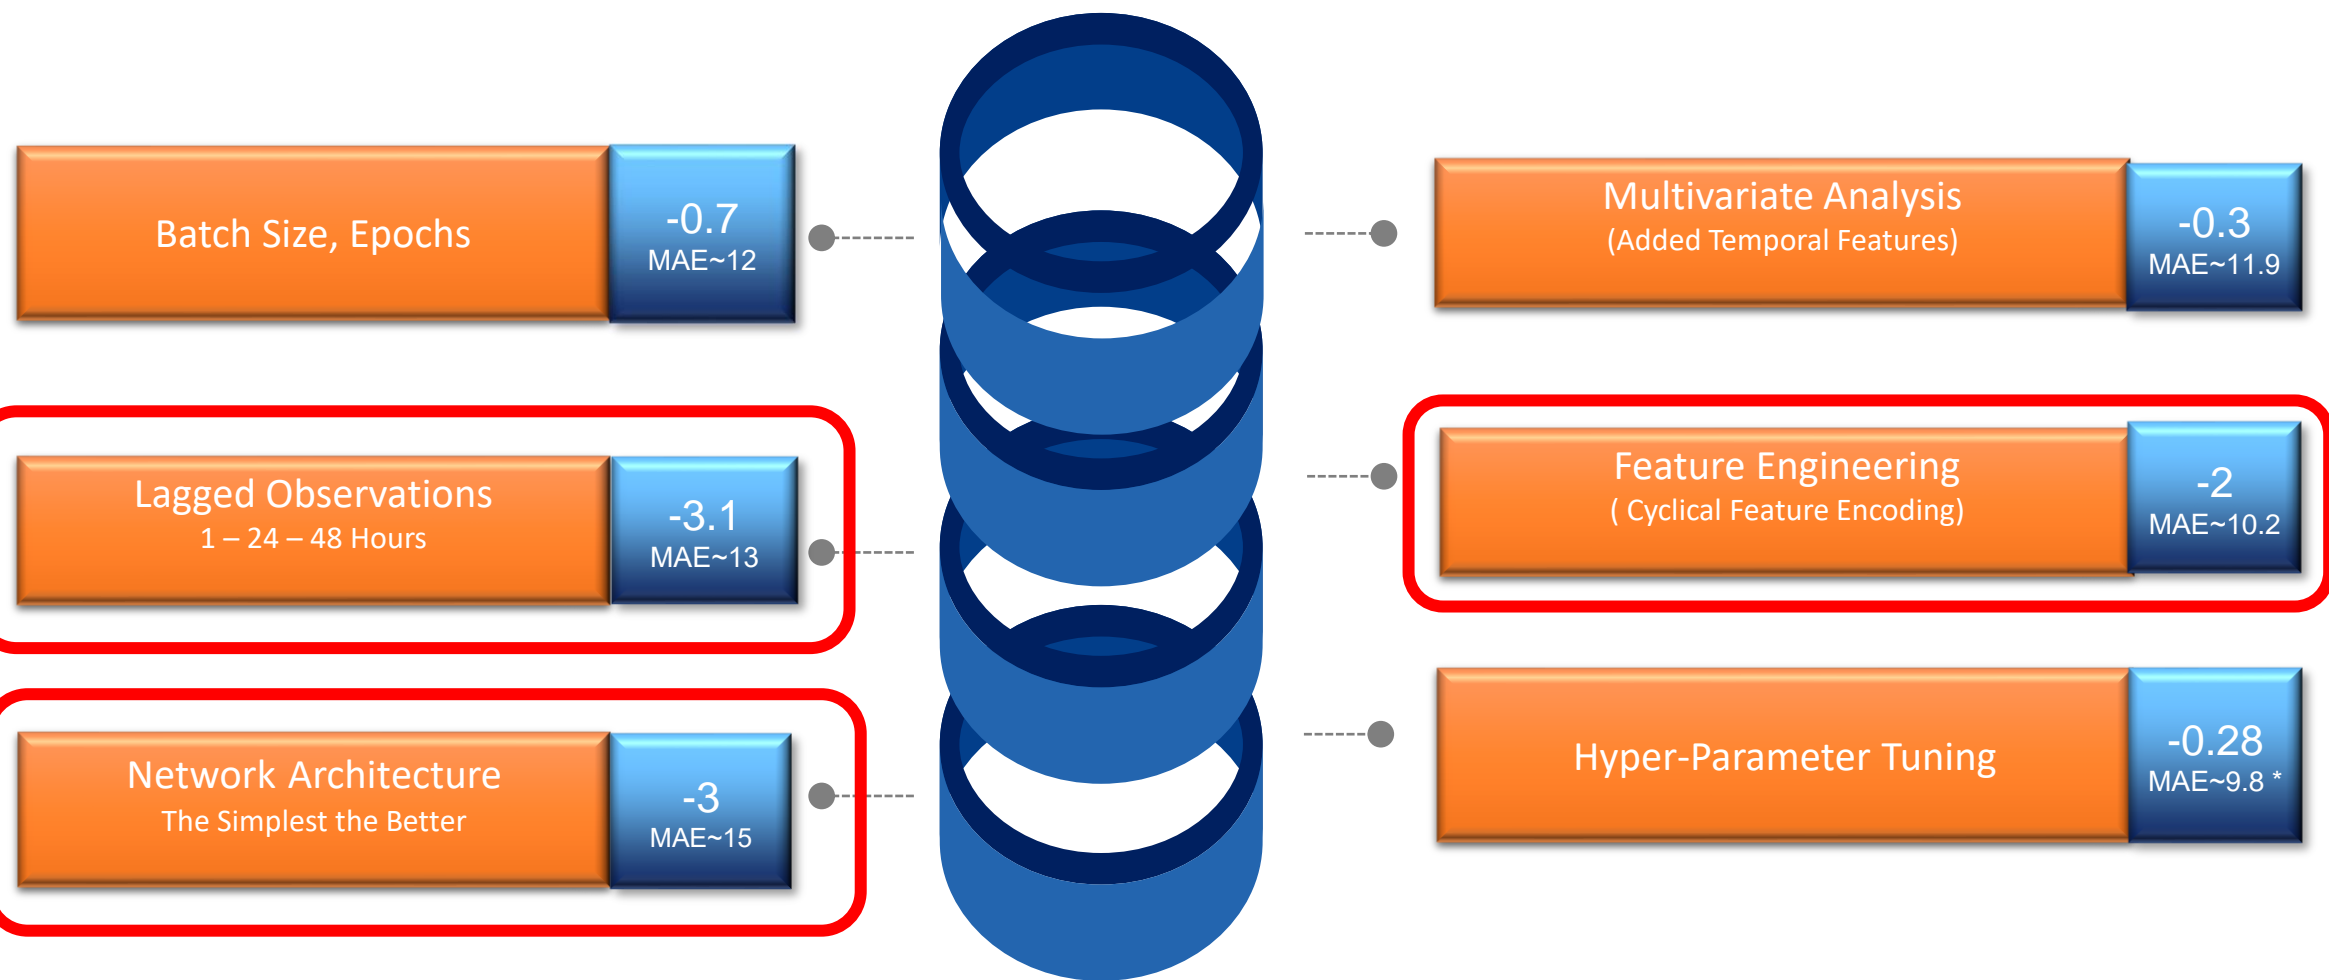 Batch Size, Epochs
-0.7
MAE~12
Lagged Observations
1 – 24 – 48 Hours
-3.1
MAE~13
Network Architecture
The Simplest the Better
-3
MAE~15
Multivariate Analysis
(Added Temporal Features)
-0.3
MAE~11.9
Feature Engineering
( Cyclical Feature Encoding)
-2
MAE~10.2
Hyper-Parameter Tuning
-0.28
MAE~9.8 *